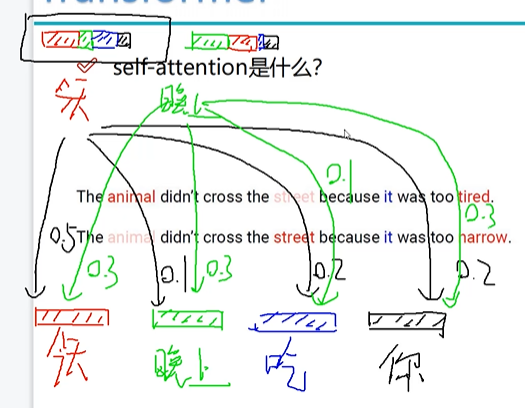 Transformer
self-attention是什么?
晚上
0.1
The animal didn't cross the street because it was too tired.
0.3
0.5 The animal didn't cross the street because it was too narrow.
0.3 0.1 0.3 0.2 0.2
晚上 吃 你